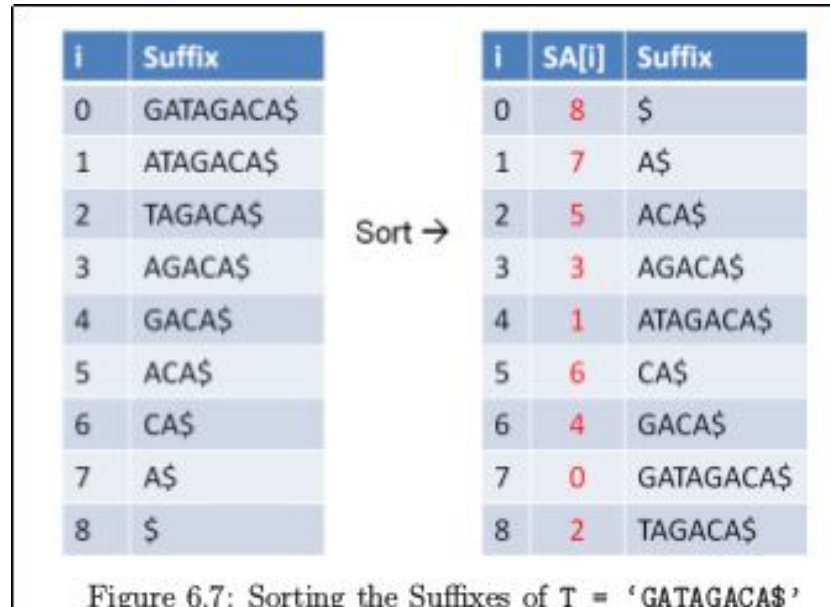 i Suffix
0 GATAGACA$
1 ATAGACA$
2 TAGACA$
3 AGACA$
4 GACA$
5 ACA$
6 CA$
7 A$
8 $
Sort →
i SA[i] Suffix
0 8 $
1 7 A$
2 5 ACA$
3 3 AGACA$
4 1 ATAGACA$
5 6 CA$
6 4 GACA$
7 0 GATAGACA$
8 2 TAGACA$
Figure 6.7: Sorting the Suffixes of T = ‘GATAGACA$’